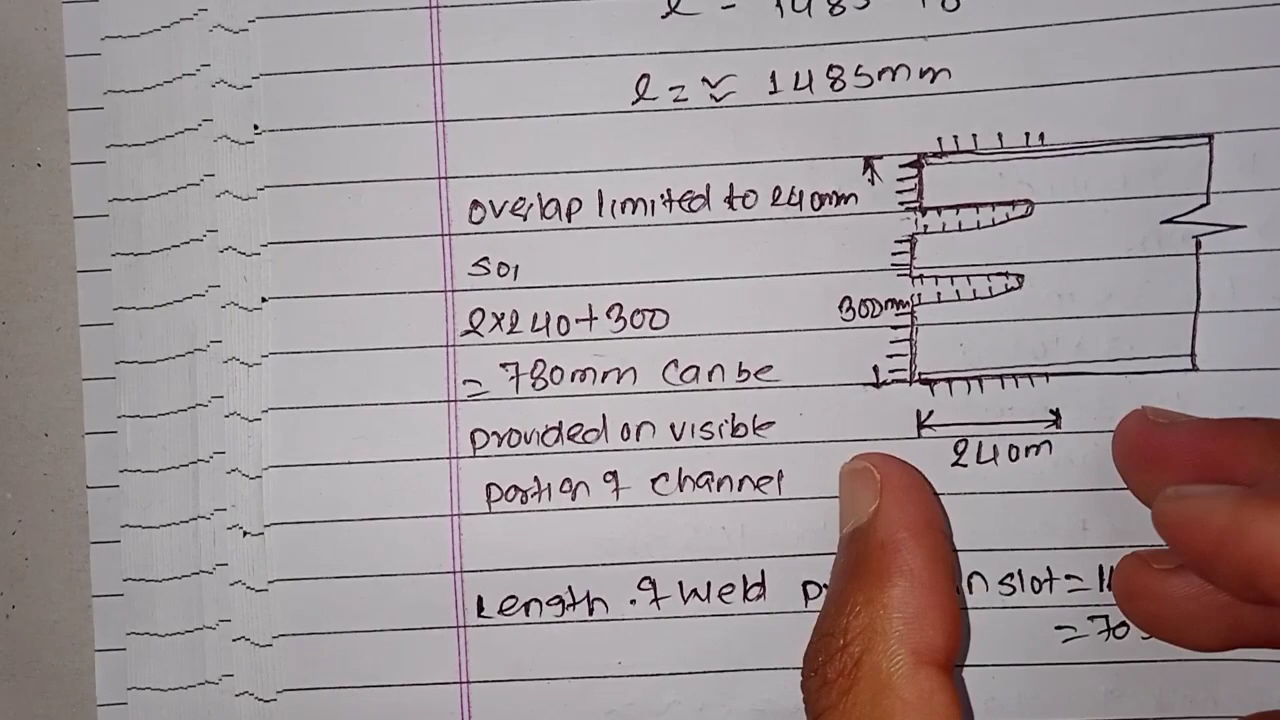 l = ≈ 1485mm
overlap limited to 240mm
so,
2×240+300
= 780mm can be
provided on visible
portion of channel
300mm
240m
Length of weld in slot =